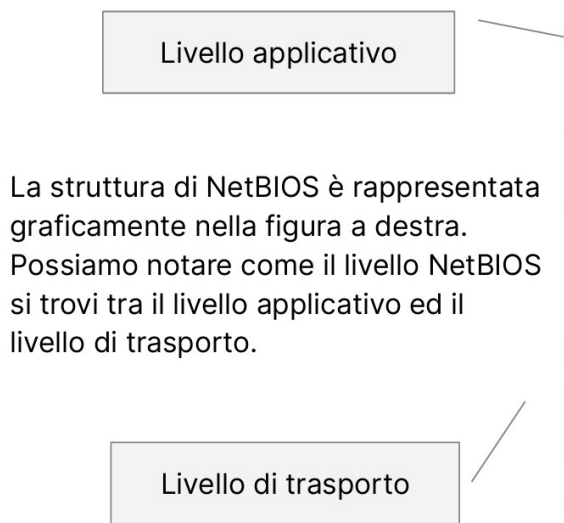 Livello applicativo
La struttura di NetBIOS è rappresentata
graficamente nella figura a destra.
Possiamo notare come il livello NetBIOS
si trovi tra il livello applicativo ed il
livello di trasporto.
Livello di trasporto